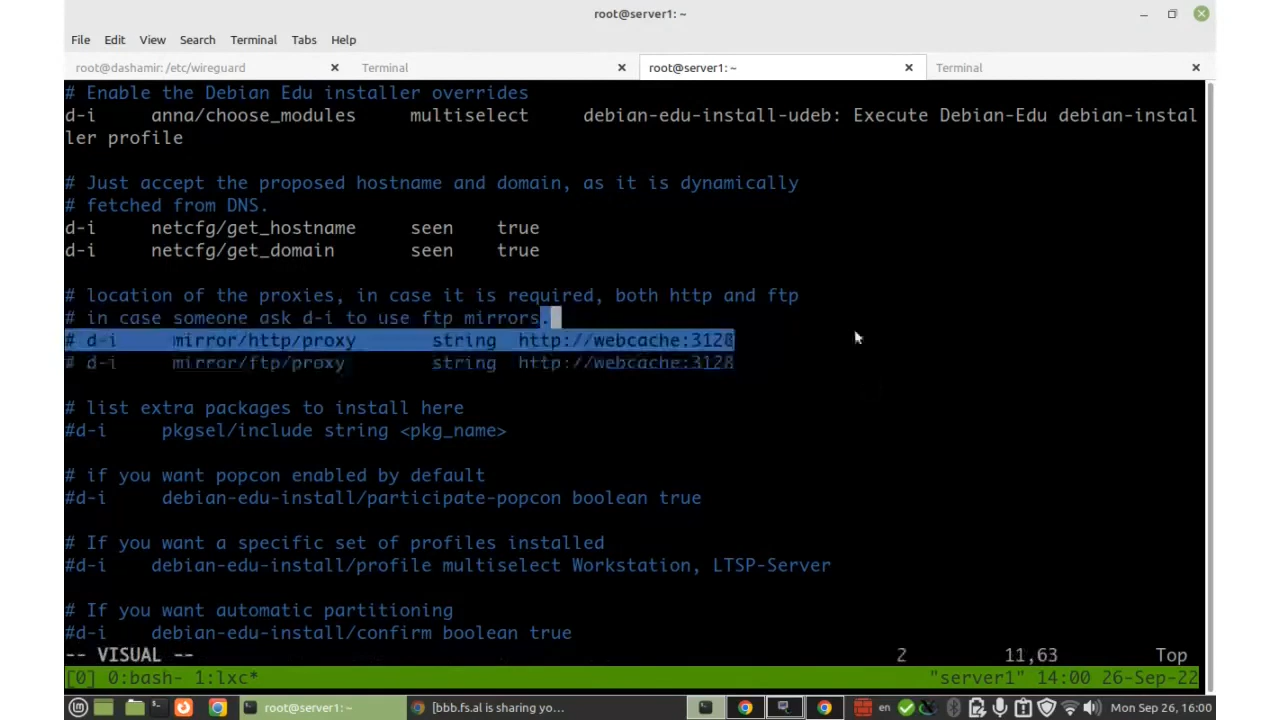 root@server1: ~
File Edit View Search Terminal Tabs Help
root@dashamir: /etc/wireguard Terminal root@server1: ~ Terminal
# Enable the Debian Edu installer overrides
d-i anna/choose_modules multiselect debian-edu-install-udeb: Execute Debian-Edu debian-instal
ler profile
# Just accept the proposed hostname and domain, as it is dynamically
# fetched from DNS.
d-i netcfg/get_hostname seen true
d-i netcfg/get_domain seen true
# location of the proxies, in case it is required, both http and ftp
# in case someone ask d-i to use ftp mirrors.
# d-i mirror/http/proxy string http://webcache:3128
# d-i mirror/ftp/proxy string http://webcache:3128
# list extra packages to install here
#d-i pkgsel/include string <pkg_name>
# if you want popcon enabled by default
#d-i debian-edu-install/participate-popcon boolean true
# If you want a specific set of profiles installed
#d-i debian-edu-install/profile multiselect Workstation, LTSP-Server
# If you want automatic partitioning
#d-i debian-edu-install/confirm boolean true
-- VISUAL -- 2 11,63 Top
[0] 0:bash- 1:lxc* "server1" 14:00 26-Sep-22
root@server1: ~ [bbb.fs.al is sharing yo... en Mon Sep 26, 16:00